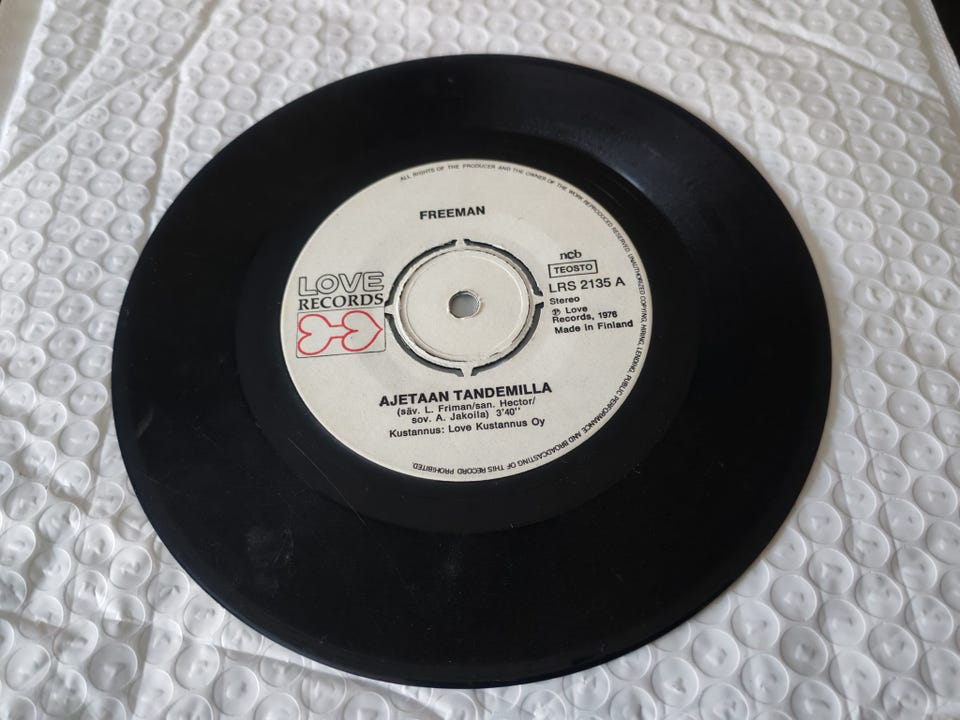 ALL RIGHTS OF THE PRODUCER AND THE OWNER OF THE WORK REPRODUCED RESERVED. UNAUTHORIZED COPYING, HIRING, LENDING, PUBLIC PERFORMANCE AND BROADCASTING OF THIS RECORD PROHIBITED
FREEMAN
LOVE
RECORDS
ncb
TEOSTO
LRS 2135 A
Stereo
℗ Love
Records, 1976
Made in Finland
AJETAAN TANDEMILLA
(säv. L. Friman/san. Hector/
sov. A. Jakoila) 3'40''
Kustannus: Love Kustannus Oy